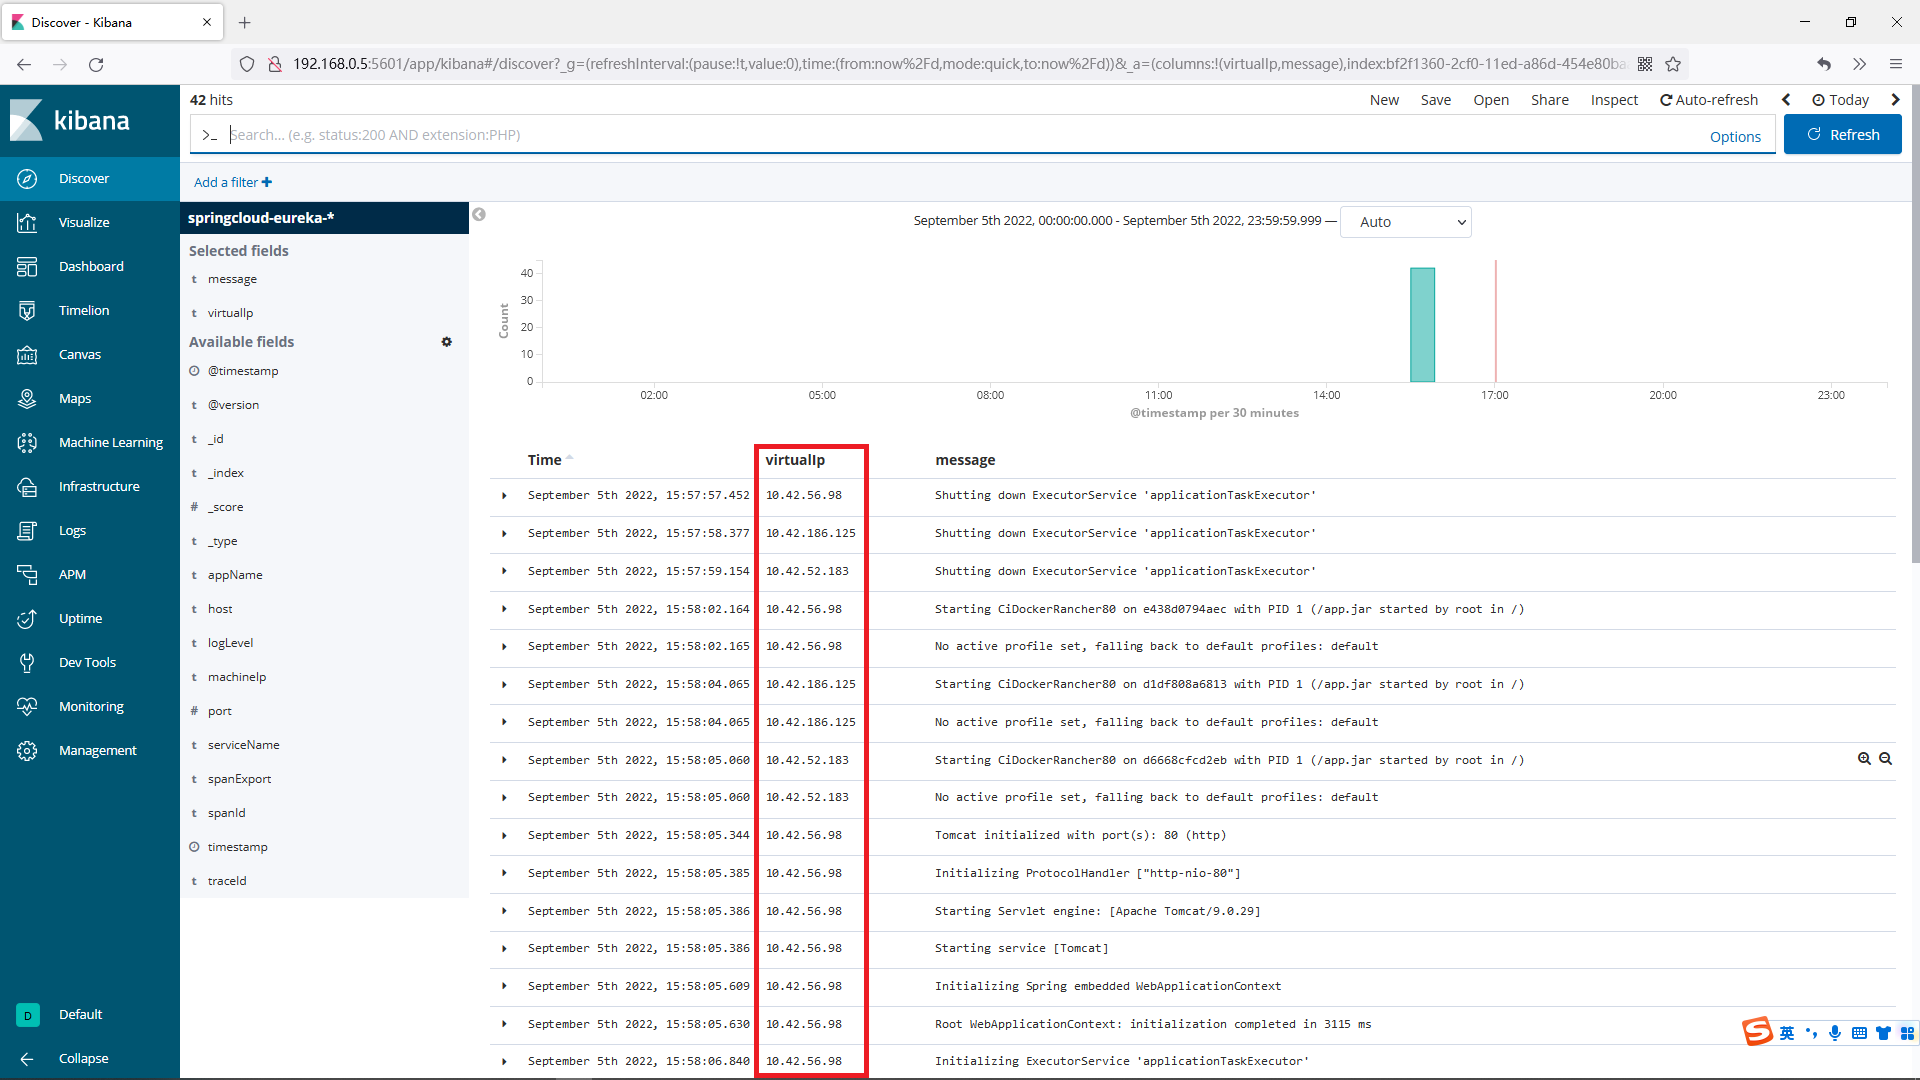 Discover - Kibana
192.168.0.5:5601/app/kibana#/discover?_g=(refreshInterval:(pause:!t,value:0),time:(from:now%2Fd,mode:quick,to:now%2Fd))&_a=(columns:!(virtualIp,message),index:bf2f1360-2cf0-11ed-a86d-454e80ba
kibana
Discover
Visualize
Dashboard
Timelion
Canvas
Maps
Machine Learning
Infrastructure
Logs
APM
Uptime
Dev Tools
Monitoring
Management
D Default
Collapse
42 hits
New Save Open Share Inspect Auto-refresh Today
>_ Search... (e.g. status:200 AND extension:PHP) Options Refresh
Add a filter
springcloud-eureka-*
Selected fields
t message
t virtualIp
Available fields
@timestamp
t @version
t _id
t _index
# _score
t _type
t appName
t host
t logLevel
t machineIp
# port
t serviceName
t spanExport
t spanId
timestamp
t traceId
September 5th 2022, 00:00:00.000 - September 5th 2022, 23:59:59.999 — Auto
Count
40
30
20
10
0
02:00 05:00 08:00 11:00 14:00 17:00 20:00 23:00
@timestamp per 30 minutes
Time virtualIp message
September 5th 2022, 15:57:57.452 10.42.56.98 Shutting down ExecutorService 'applicationTaskExecutor'
September 5th 2022, 15:57:58.377 10.42.186.125 Shutting down ExecutorService 'applicationTaskExecutor'
September 5th 2022, 15:57:59.154 10.42.52.183 Shutting down ExecutorService 'applicationTaskExecutor'
September 5th 2022, 15:58:02.164 10.42.56.98 Starting CiDockerRancher80 on e438d0794aec with PID 1 (/app.jar started by root in /)
September 5th 2022, 15:58:02.165 10.42.56.98 No active profile set, falling back to default profiles: default
September 5th 2022, 15:58:04.065 10.42.186.125 Starting CiDockerRancher80 on d1df808a6813 with PID 1 (/app.jar started by root in /)
September 5th 2022, 15:58:04.065 10.42.186.125 No active profile set, falling back to default profiles: default
September 5th 2022, 15:58:05.060 10.42.52.183 Starting CiDockerRancher80 on d6668cfcd2eb with PID 1 (/app.jar started by root in /)
September 5th 2022, 15:58:05.060 10.42.52.183 No active profile set, falling back to default profiles: default
September 5th 2022, 15:58:05.344 10.42.56.98 Tomcat initialized with port(s): 80 (http)
September 5th 2022, 15:58:05.385 10.42.56.98 Initializing ProtocolHandler ["http-nio-80"]
September 5th 2022, 15:58:05.386 10.42.56.98 Starting Servlet engine: [Apache Tomcat/9.0.29]
September 5th 2022, 15:58:05.386 10.42.56.98 Starting service [Tomcat]
September 5th 2022, 15:58:05.609 10.42.56.98 Initializing Spring embedded WebApplicationContext
September 5th 2022, 15:58:05.630 10.42.56.98 Root WebApplicationContext: initialization completed in 3115 ms
September 5th 2022, 15:58:06.840 10.42.56.98 Initializing ExecutorService 'applicationTaskExecutor'
英